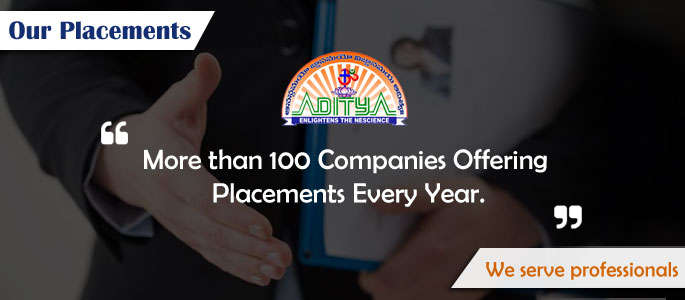 Our Placements
ADITYA
ENLIGHTENS THE NESCIENCE
“
More than 100 Companies Offering
Placements Every Year.
”
We serve professionals